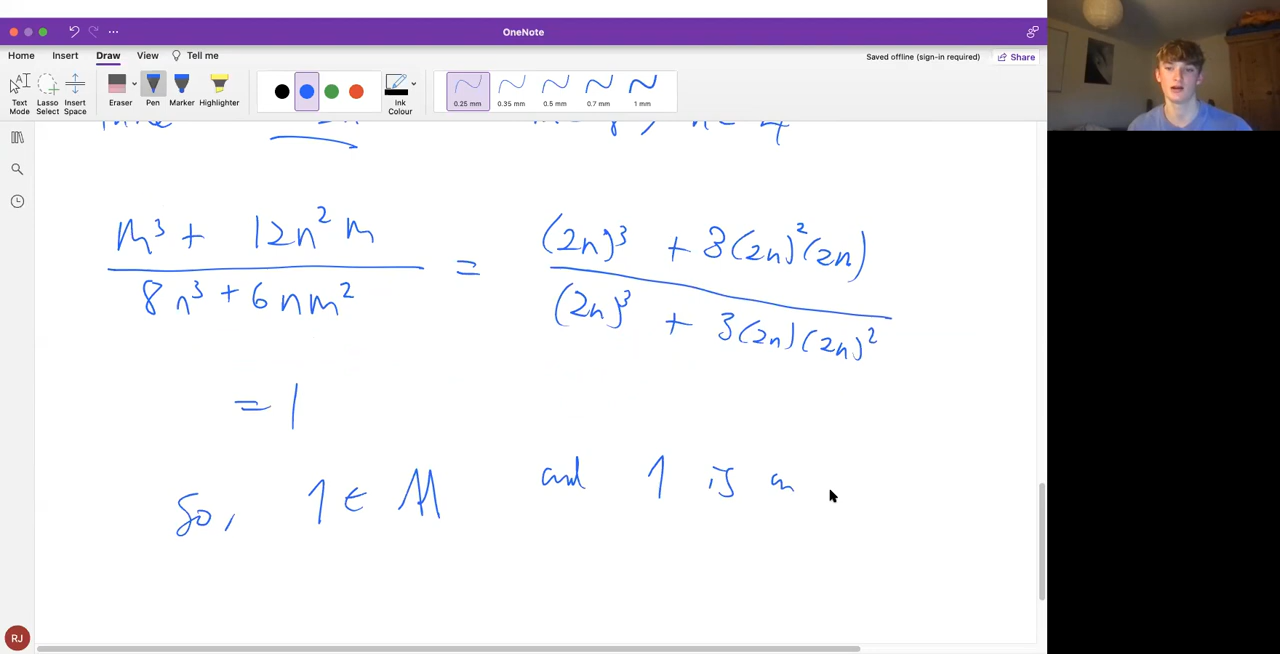 OneNote
Home Insert Draw View Tell me
Saved offline (sign-in required) Share
Text Mode Lasso Select Insert Space Eraser Pen Marker Highlighter Ink Colour 0.25 mm 0.35 mm 0.5 mm 0.7 mm 1 mm
m³ + 12n²m / 8n³ + 6nm² = (2n)³ + 3(2n)²(2n) / (2n)³ + 3(2n)(2n)²
= 1
So, 1 ∈ M and 1 is an
RJ